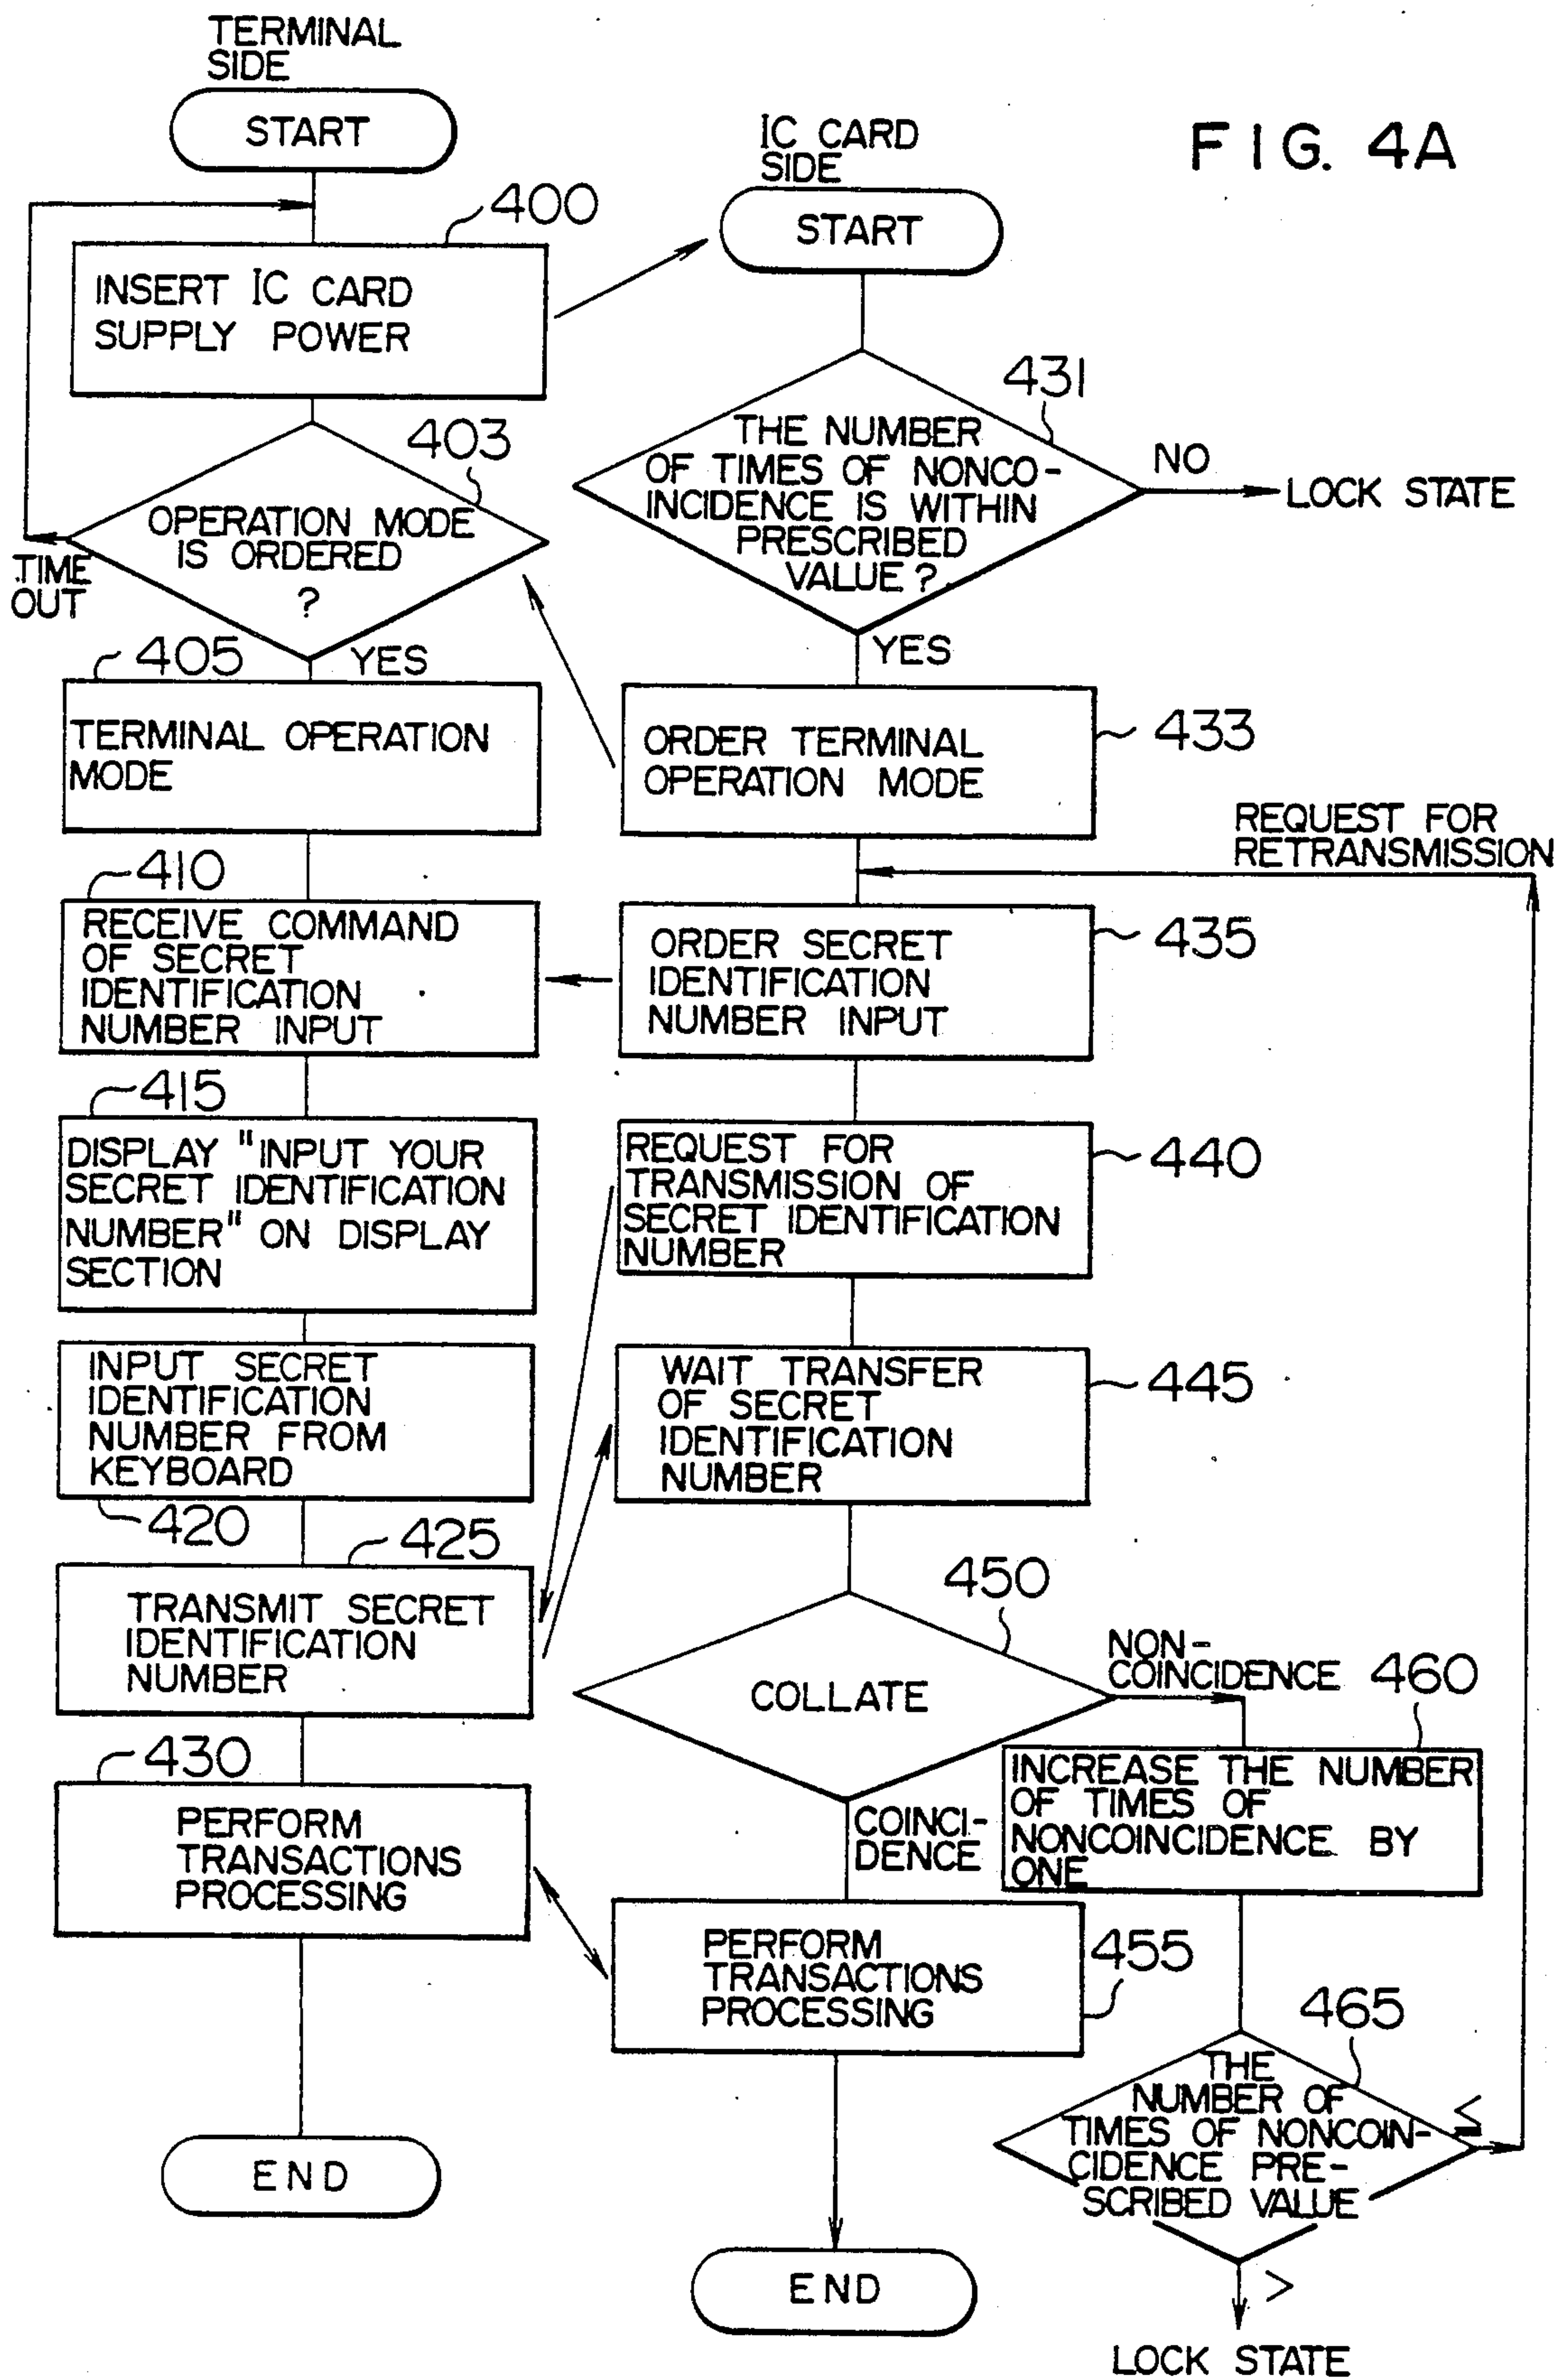 TERMINAL
SIDE
START
IC CARD
SIDE
START
FIG. 4A
400
INSERT IC CARD
SUPPLY POWER
403
OPERATION MODE
IS ORDERED
?
TIME
OUT
YES
431
THE NUMBER
OF TIMES OF NONCO-
INCIDENCE IS WITHIN
PRESCRIBED
VALUE?
NO
LOCK STATE
YES
405
TERMINAL OPERATION
MODE
433
ORDER TERMINAL
OPERATION MODE
REQUEST FOR
RETRANSMISSION
410
RECEIVE COMMAND
OF SECRET
IDENTIFICATION
NUMBER INPUT
435
ORDER SECRET
IDENTIFICATION
NUMBER INPUT
415
DISPLAY "INPUT YOUR
SECRET IDENTIFICATION
NUMBER" ON DISPLAY
SECTION
440
REQUEST FOR
TRANSMISSION OF
SECRET IDENTIFICATION
NUMBER
INPUT SECRET
IDENTIFICATION
NUMBER FROM
KEYBOARD
420
445
WAIT TRANSFER
OF SECRET
IDENTIFICATION
NUMBER
425
TRANSMIT SECRET
IDENTIFICATION
NUMBER
450
COLLATE
NON-
COINCIDENCE
460
INCREASE THE NUMBER
OF TIMES OF
NONCOINCIDENCE BY
ONE
COINCI-
DENCE
430
PERFORM
TRANSACTIONS
PROCESSING
455
PERFORM
TRANSACTIONS
PROCESSING
465
THE
NUMBER OF
TIMES OF NONCOIN-
CIDENCE PRE-
SCRIBED VALUE
≤
>
LOCK STATE
END
END